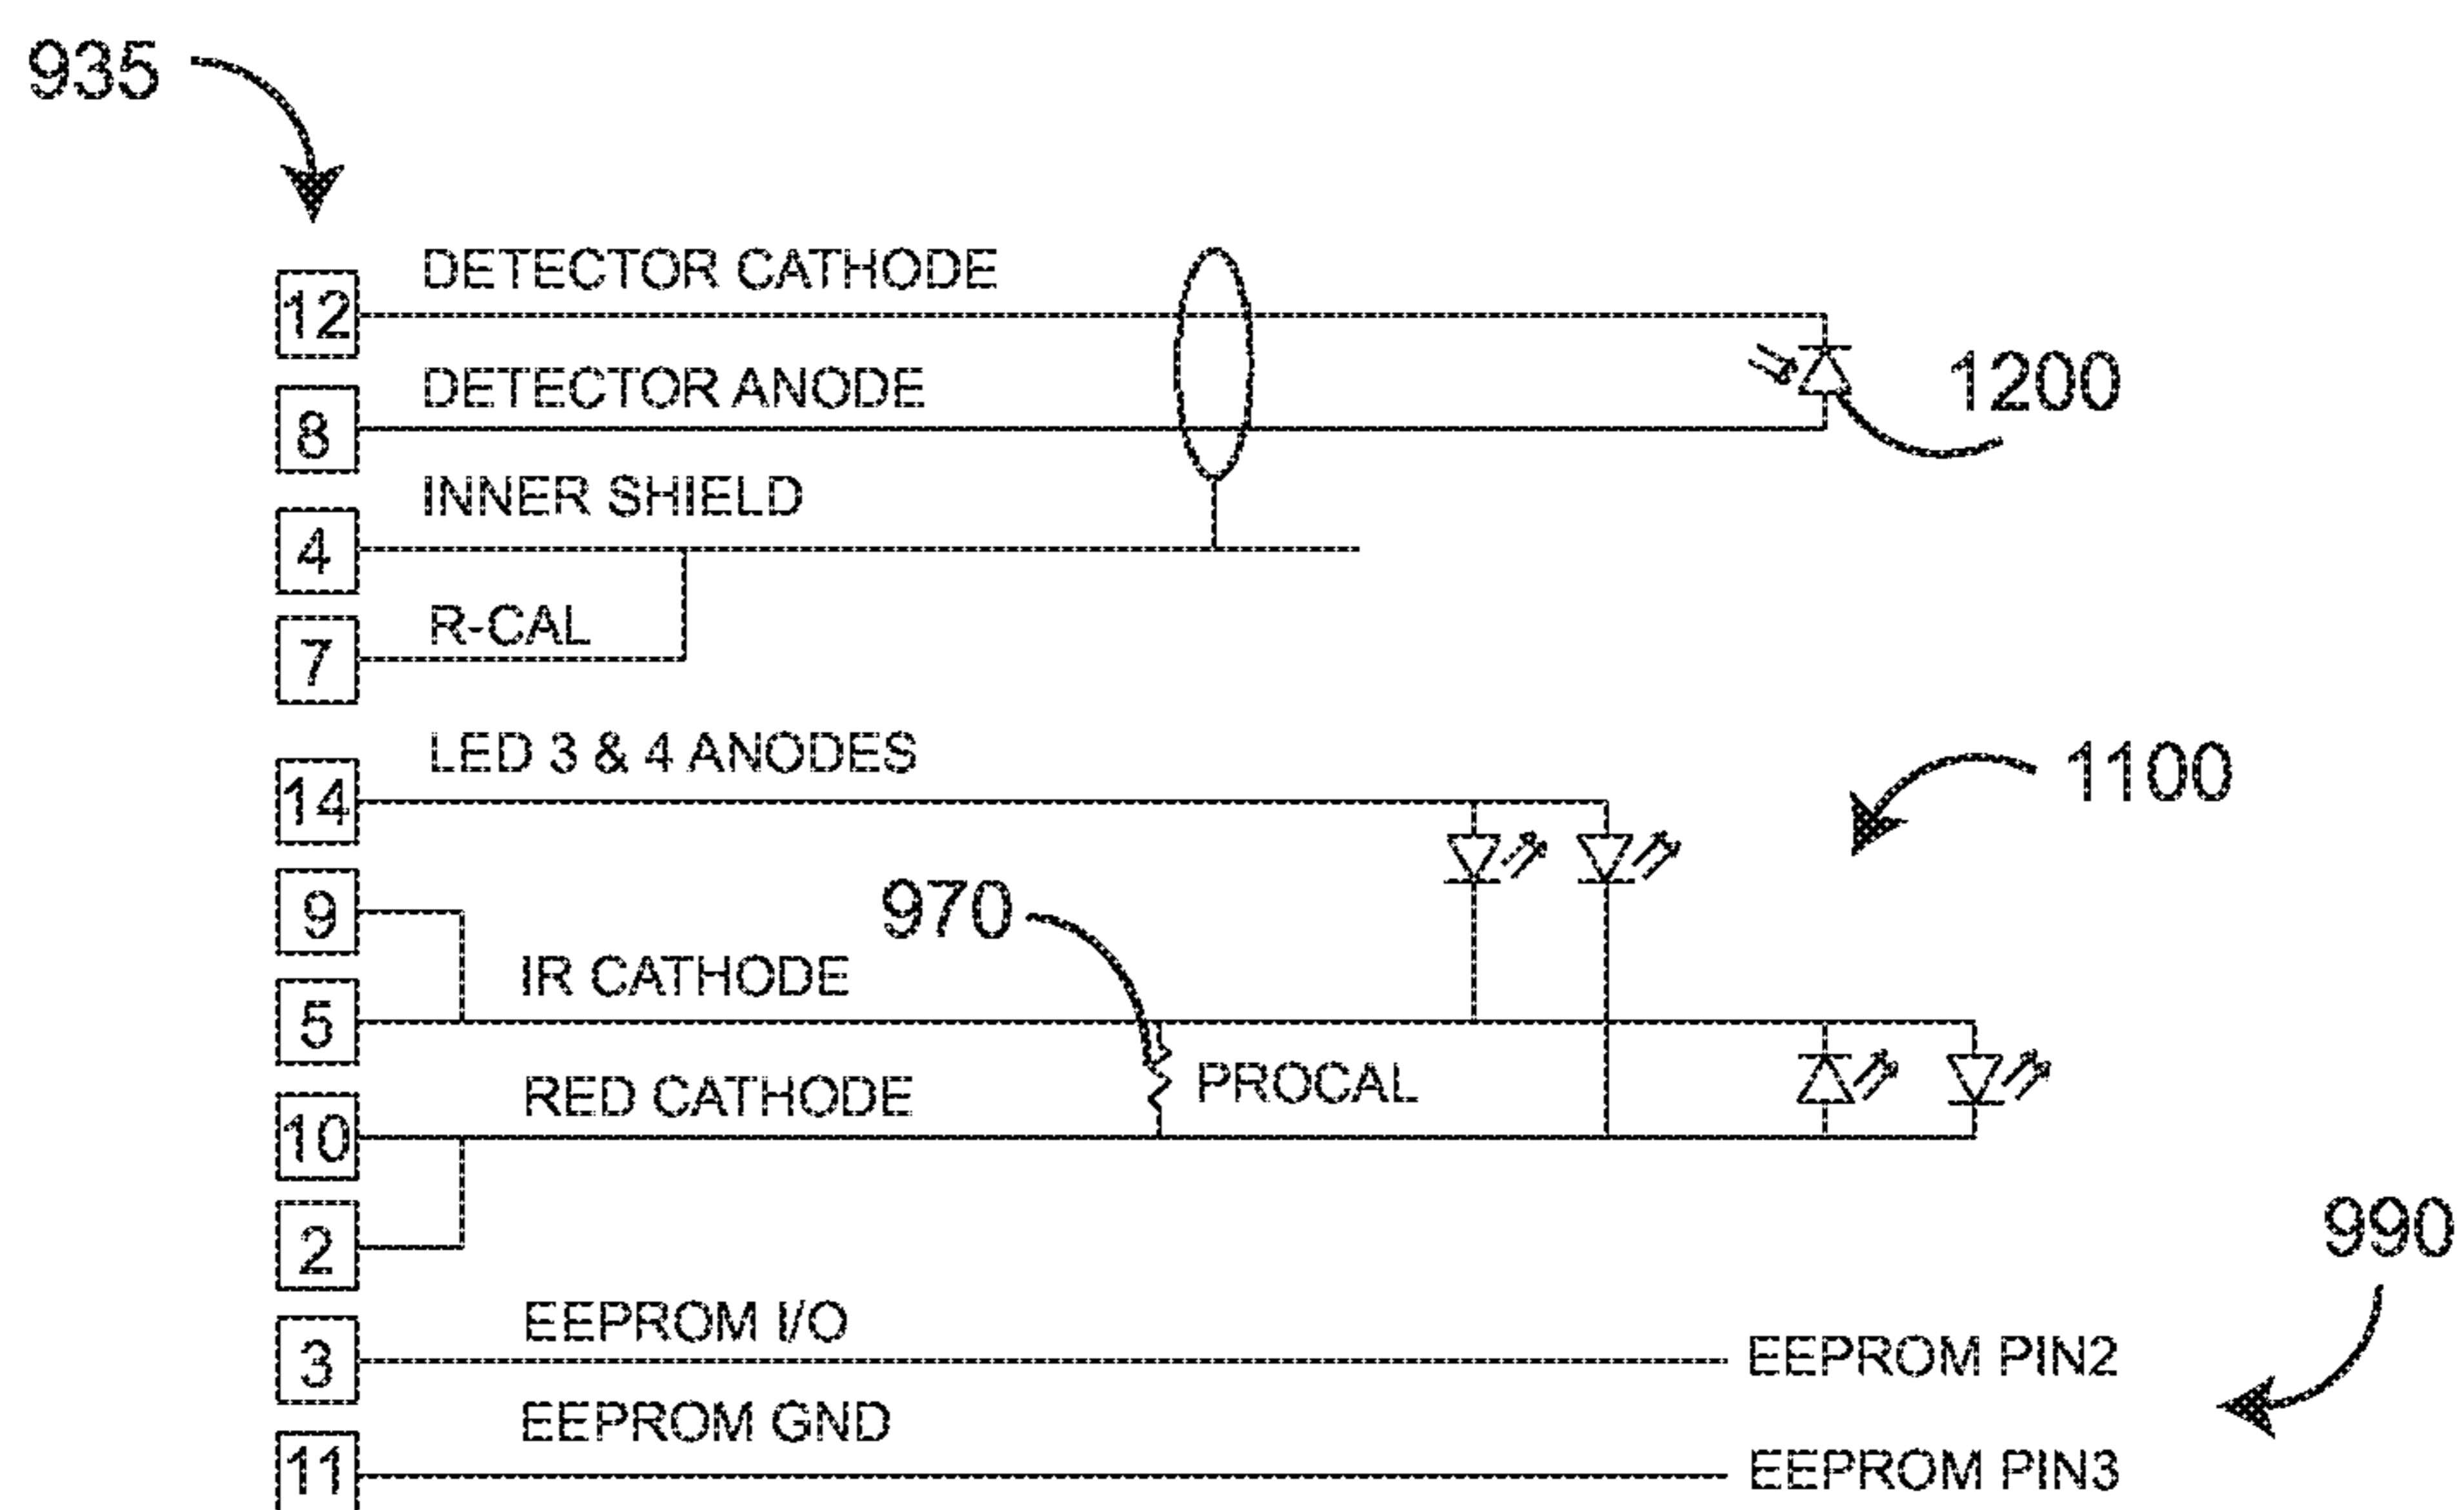 935
12 DETECTOR CATHODE
8 DETECTOR ANODE
1200
4 INNER SHIELD
7 R-CAL
14 LED 3 & 4 ANODES
1100
9
970
5 IR CATHODE
10 RED CATHODE
PROCAL
2
990
3 EEPROM I/O EEPROM PIN2
11 EEPROM GND EEPROM PIN3